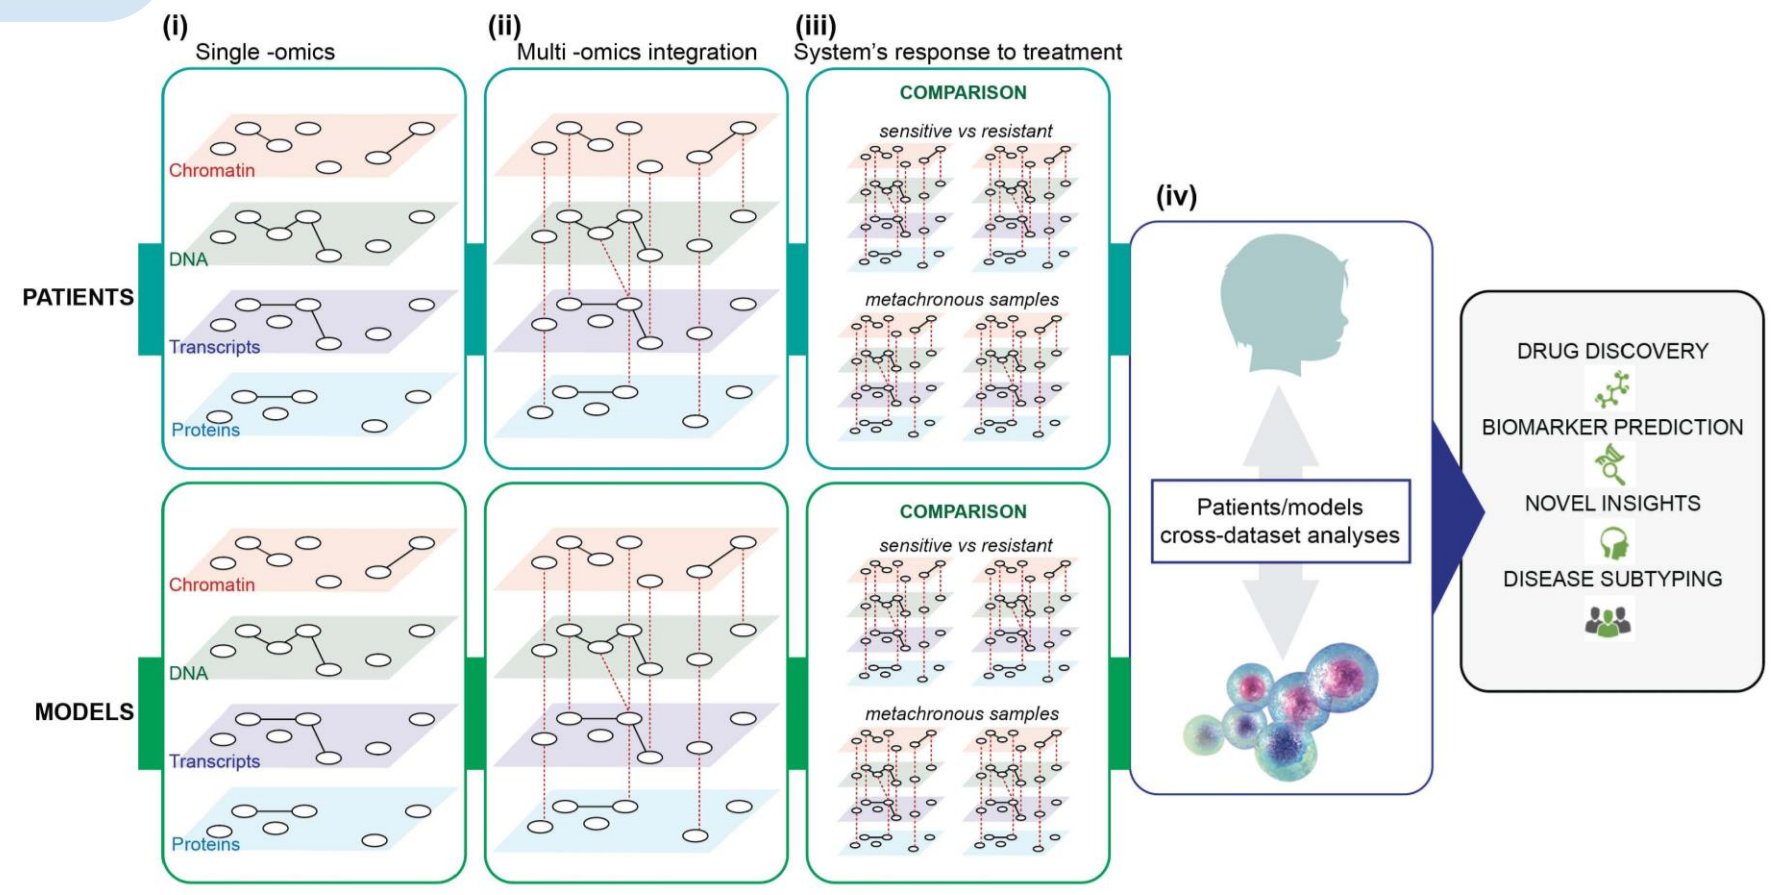 (i)
Single -omics
(ii)
Multi -omics integration
(iii)
System's response to treatment
PATIENTS
Chromatin
DNA
Transcripts
Proteins
COMPARISON
sensitive vs resistant
metachronous samples
MODELS
Chromatin
DNA
Transcripts
Proteins
COMPARISON
sensitive vs resistant
metachronous samples
(iv)
Patients/models
cross-dataset analyses
DRUG DISCOVERY
BIOMARKER PREDICTION
NOVEL INSIGHTS
DISEASE SUBTYPING